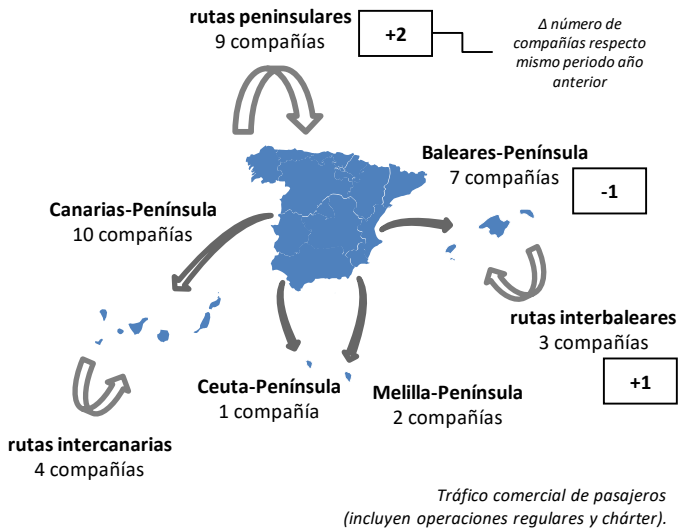 rutas peninsulares
9 compañías
+2
Δ número de
compañías respecto
mismo periodo año
anterior
Baleares-Península
7 compañías
-1
Canarias-Península
10 compañías
rutas interbaleares
3 compañías
+1
Ceuta-Península
1 compañía
Melilla-Península
2 compañías
rutas intercanarias
4 compañías
Tráfico comercial de pasajeros
(incluyen operaciones regulares y chárter).